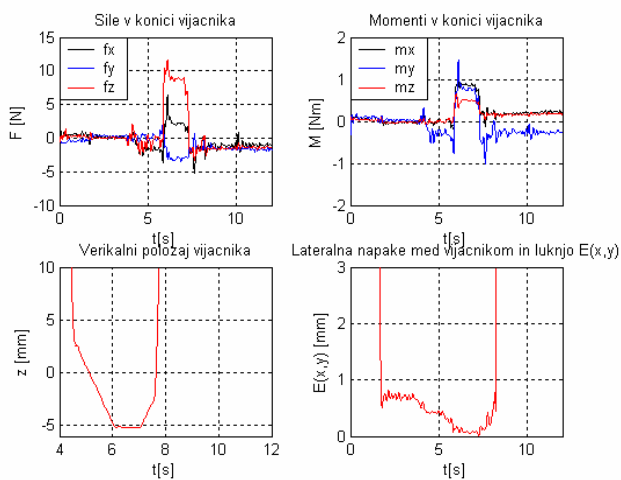 Sile v konici vijacnika
Momenti v konici vijacnika
15
10
5
0
-5
-10
F [N]
fx
fy
fz
0
5
10
t[s]
2
1
0
-1
-2
M [Nm]
mx
my
mz
0
5
10
t[s]
Verikalni polozaj vijacnika
Lateralna napake med vijacnikom in luknjo E(x,y)
10
5
0
-5
z [mm]
4
6
8
10
12
t[s]
3
2
1
0
E(x,y) [mm]
0
5
10
t[s]